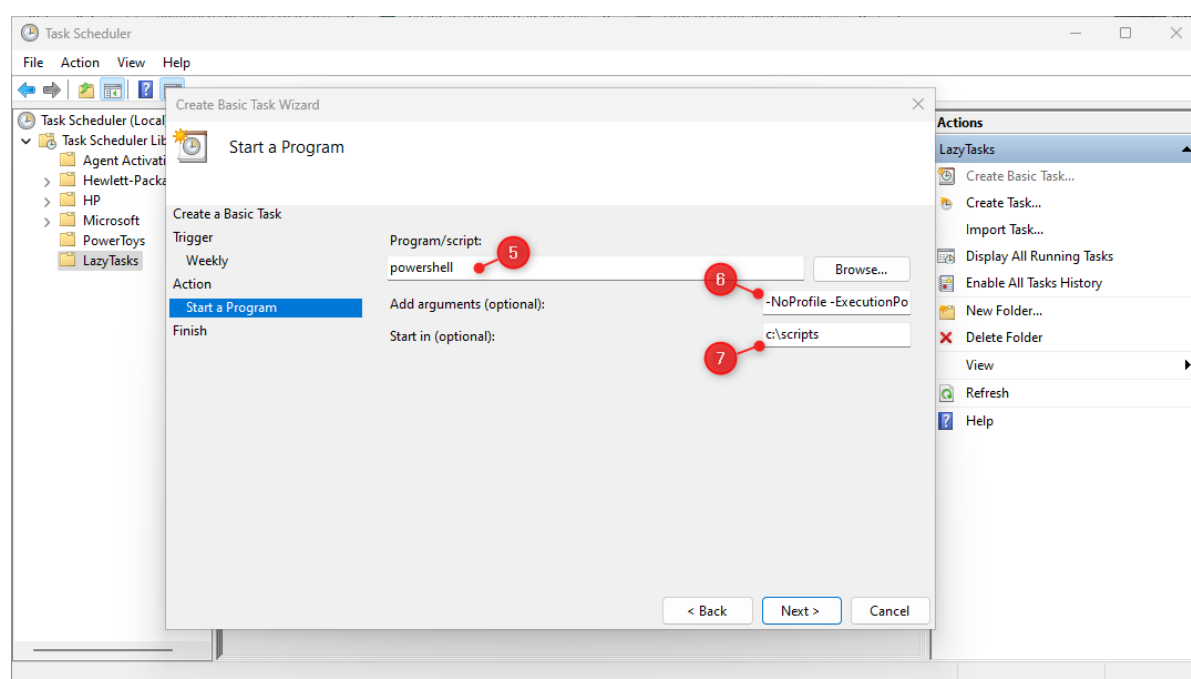 Task Scheduler
File Action View Help
Task Scheduler (Local
Task Scheduler Lib
Agent Activati
Hewlett-Packa
HP
Microsoft
PowerToys
LazyTasks
Create Basic Task Wizard
Start a Program
Create a Basic Task
Trigger
Weekly
Action
Start a Program
Finish
Program/script:
5
powershell
Browse...
6
Add arguments (optional):
-NoProfile -ExecutionPo
Start in (optional):
c:\scripts
7
< Back
Next >
Cancel
Actions
LazyTasks
Create Basic Task...
Create Task...
Import Task...
Display All Running Tasks
Enable All Tasks History
New Folder...
Delete Folder
View
Refresh
Help